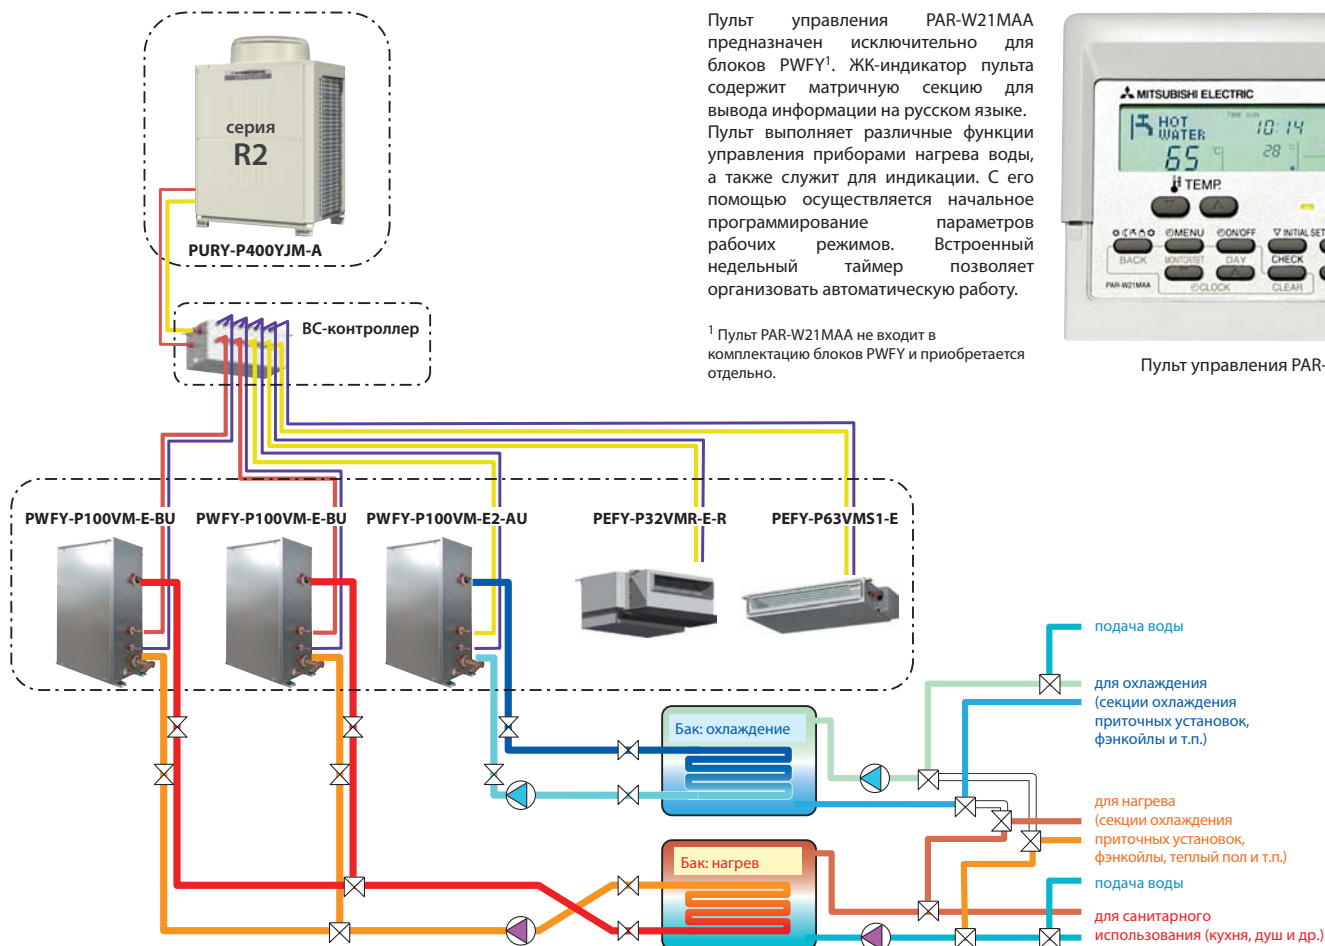 серия
R2
PURY-P400YJM-A
BC-контроллер
Пульт управления PAR-W21MAA
предназначен исключительно для
блоков PWFY1. ЖК-индикатор пульта
содержит матричную секцию для
вывода информации на русском языке.
Пульт выполняет различные функции
управления приборами нагрева воды,
а также служит для индикации. С его
помощью осуществляется начальное
программирование параметров
рабочих режимов. Встроенный
недельный таймер позволяет
организовать автоматическую работу.
1 Пульт PAR-W21MAA не входит в
комплектацию блоков PWFY и приобретается
отдельно.
MITSUBISHI ELECTRIC
TIME SUN
HOT
WATER
10:14
65 °C
28 °C
TEMP.
MENU
ON/OFF
INITIAL SET
BACK
MONITOR/SET
DAY
CHECK
PAR-W21MAA
CLOCK
CLEAR
Пульт управления PAR-
PWFY-P100VM-E-BU
PWFY-P100VM-E-BU
PWFY-P100VM-E2-AU
PEFY-P32VMR-E-R
PEFY-P63VMS1-E
Бак: охлаждение
Бак: нагрев
подача воды
для охлаждения
(секции охлаждения
приточных установок,
фэнкойлы и т.п.)
для нагрева
(секции охлаждения
приточных установок,
фэнкойлы, теплый пол и т.п.)
подача воды
для санитарного
использования (кухня, душ и др.)